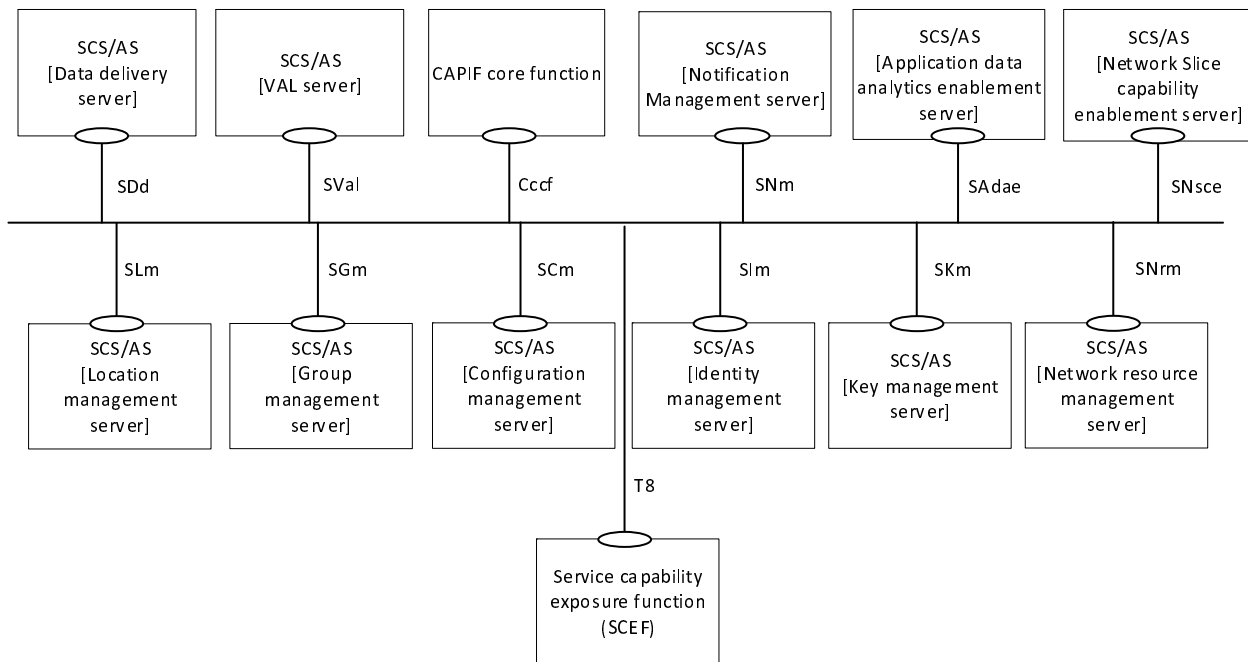 SCS/AS
[Data delivery
server]
SCS/AS
[VAL server]
CAPIF core function
SCS/AS
[Notification
Management server]
SCS/AS
[Application data
analytics enablement
server]
SCS/AS
[Network Slice
capability
enablement server]
SDd
SVal
Cccf
SNm
SAdae
SNsce
SLm
SGm
SCm
SIm
SKm
SNrm
SCS/AS
[Location
management
server]
SCS/AS
[Group
management
server]
SCS/AS
[Configuration
management
server]
SCS/AS
[Identity
management
server]
SCS/AS
[Key management
server]
SCS/AS
[Network resource
management
server]
T8
Service capability
exposure function
(SCEF)